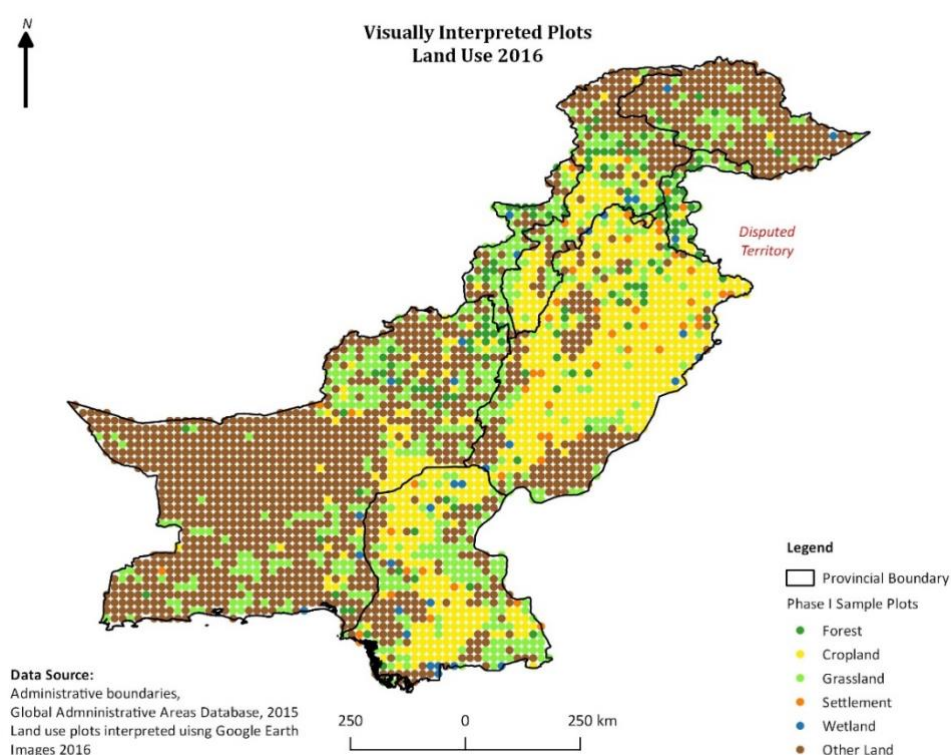 N
Visually Interpreted Plots
Land Use 2016
Disputed
Territory
Legend
Provincial Boundary
Phase I Sample Plots
Forest
Cropland
Grassland
Settlement
Wetland
Other Land
Data Source:
Administrative boundaries,
Global Admninistrative Areas Database, 2015
Land use plots interpreted uisng Google Earth
Images 2016
250 0 250 km